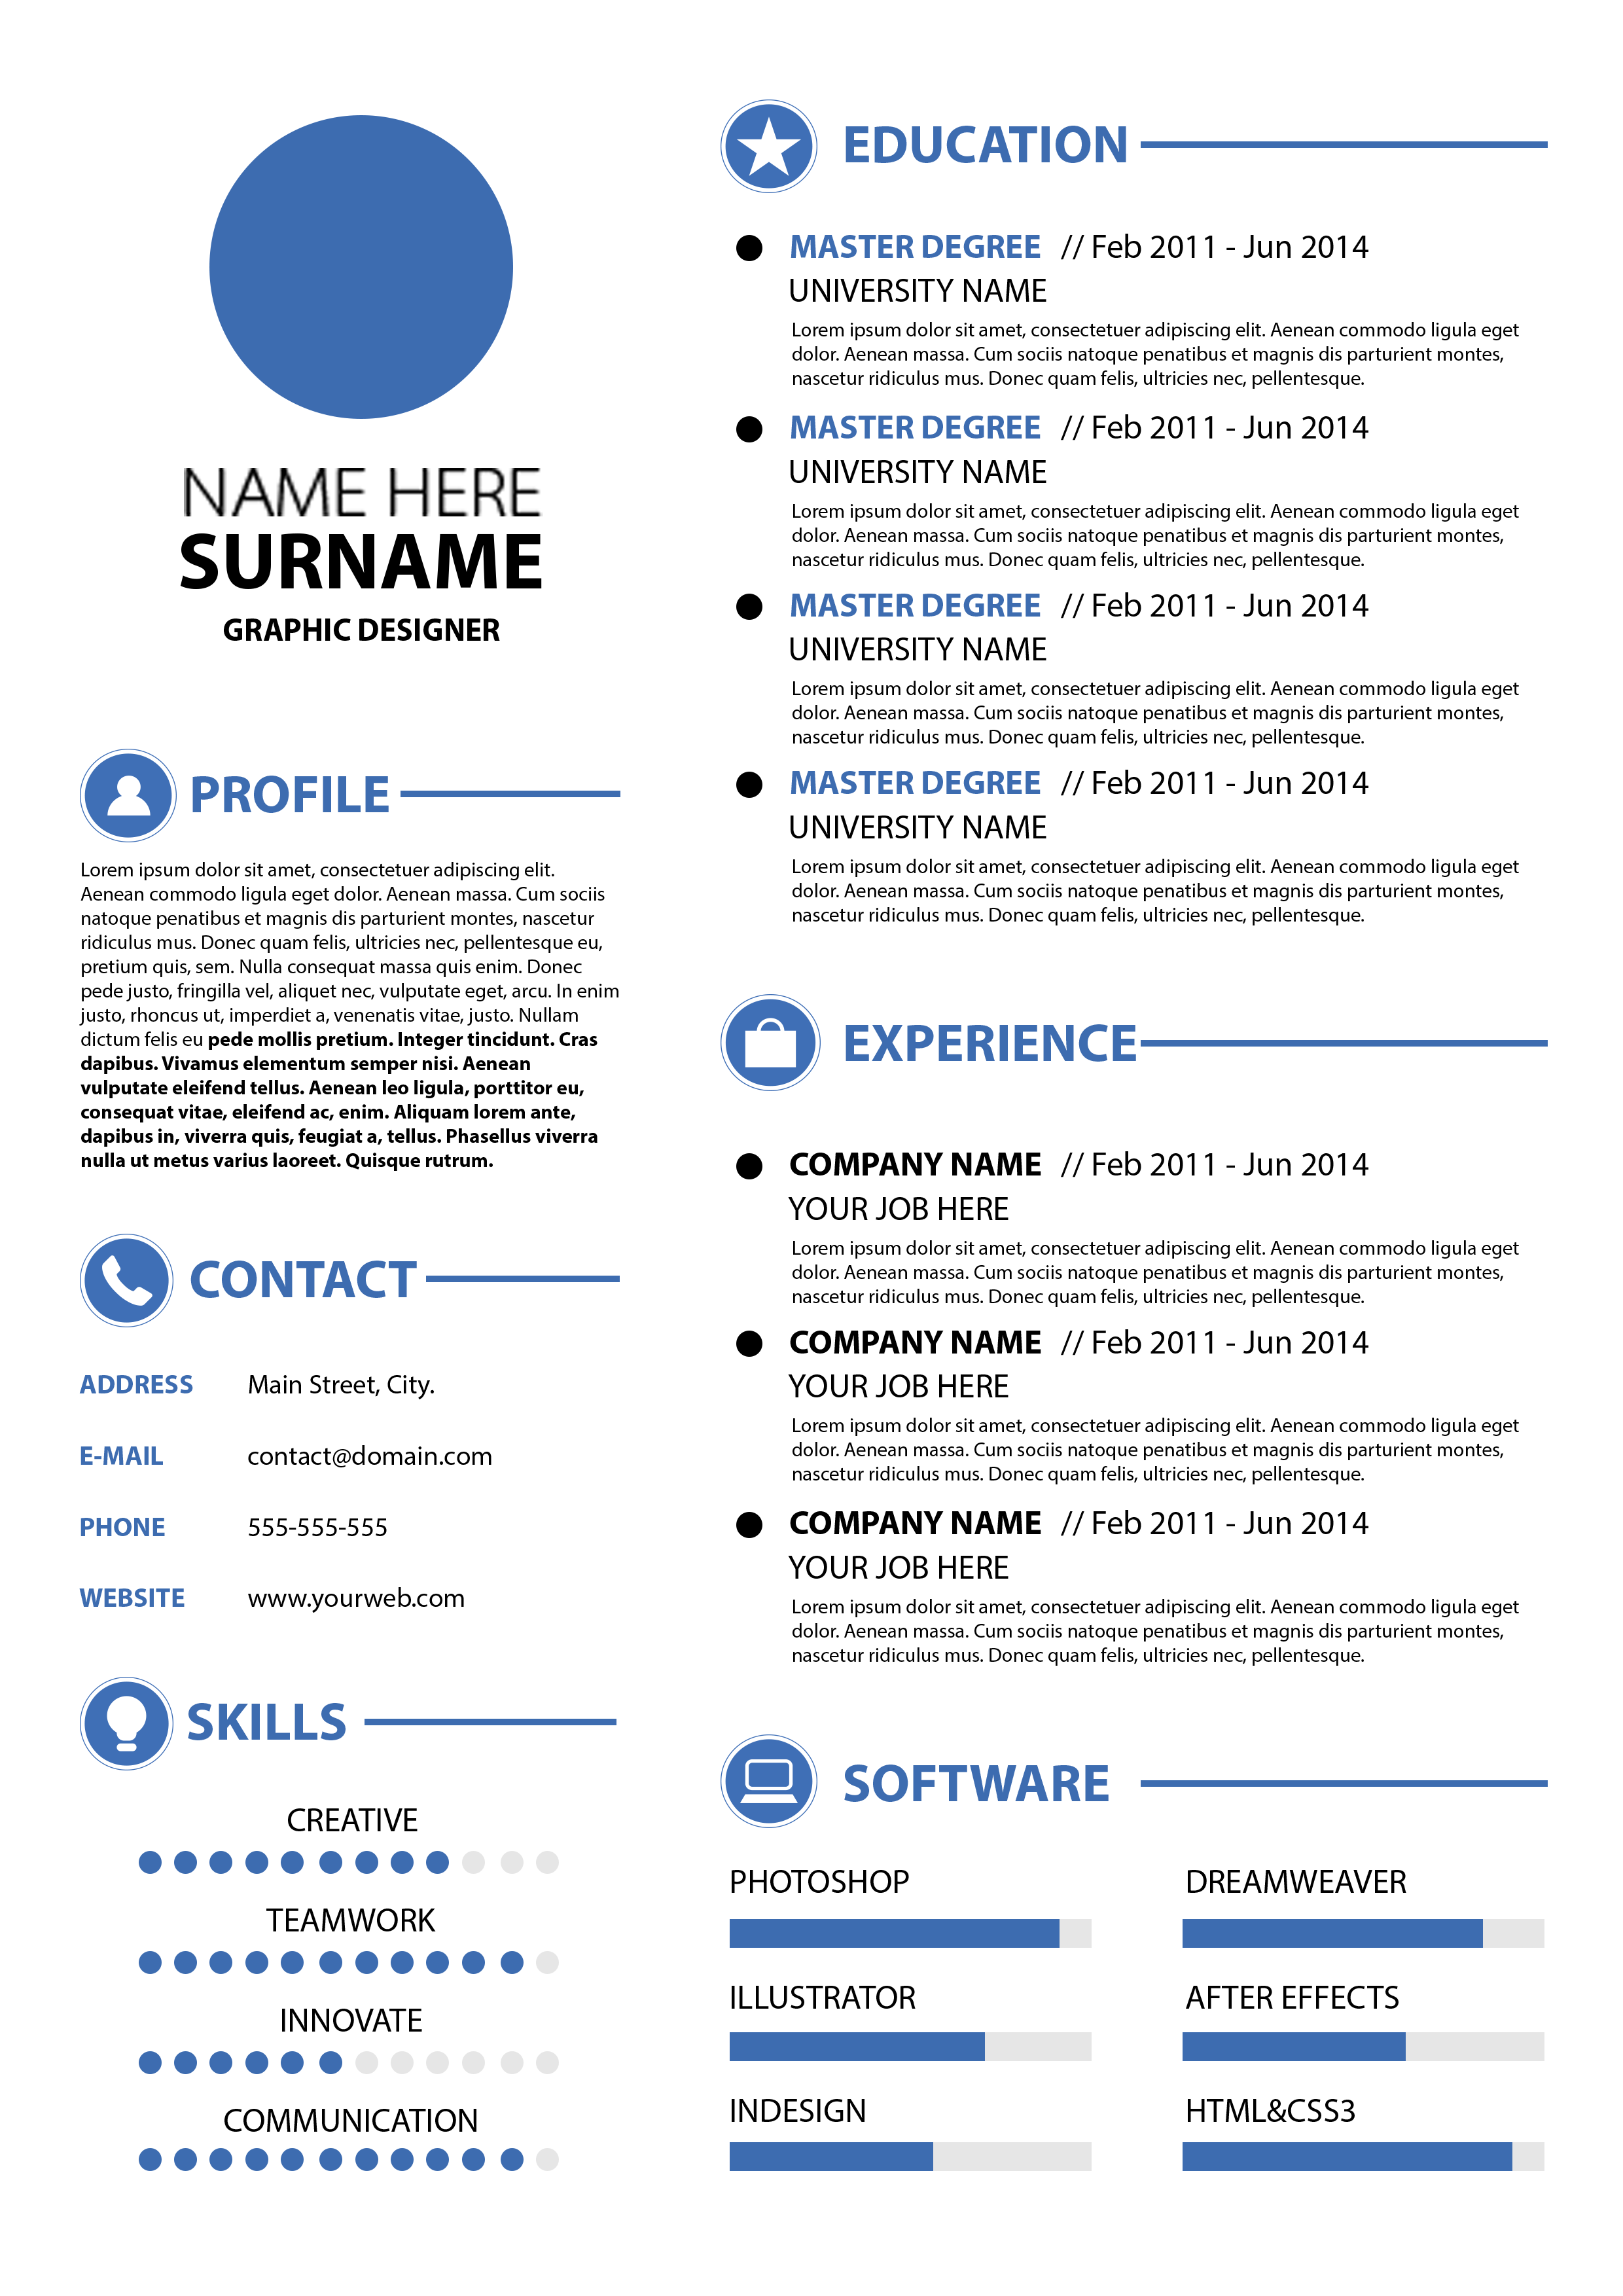 NAME HERE
SURNAME
GRAPHIC DESIGNER
PROFILE
Lorem ipsum dolor sit amet, consectetuer adipiscing elit.
Aenean commodo ligula eget dolor. Aenean massa. Cum sociis
natoque penatibus et magnis dis parturient montes, nascetur
ridiculus mus. Donec quam felis, ultricies nec, pellentesque eu,
pretium quis, sem. Nulla consequat massa quis enim. Donec
pede justo, fringilla vel, aliquet nec, vulputate eget, arcu. In enim
justo, rhoncus ut, imperdiet a, venenatis vitae, justo. Nullam
dictum felis eu pede mollis pretium. Integer tincidunt. Cras
dapibus. Vivamus elementum semper nisi. Aenean
vulputate eleifend tellus. Aenean leo ligula, porttitor eu,
consequat vitae, eleifend ac, enim. Aliquam lorem ante,
dapibus in, viverra quis, feugiat a, tellus. Phasellus viverra
nulla ut metus varius laoreet. Quisque rutrum.
CONTACT
ADDRESS Main Street, City.
E-MAIL contact@domain.com
PHONE 555-555-555
WEBSITE www.yourweb.com
SKILLS
CREATIVE
TEAMWORK
INNOVATE
COMMUNICATION
EDUCATION
MASTER DEGREE // Feb 2011 - Jun 2014
UNIVERSITY NAME
Lorem ipsum dolor sit amet, consectetuer adipiscing elit. Aenean commodo ligula eget
dolor. Aenean massa. Cum sociis natoque penatibus et magnis dis parturient montes,
nascetur ridiculus mus. Donec quam felis, ultricies nec, pellentesque.
MASTER DEGREE // Feb 2011 - Jun 2014
UNIVERSITY NAME
Lorem ipsum dolor sit amet, consectetuer adipiscing elit. Aenean commodo ligula eget
dolor. Aenean massa. Cum sociis natoque penatibus et magnis dis parturient montes,
nascetur ridiculus mus. Donec quam felis, ultricies nec, pellentesque.
MASTER DEGREE // Feb 2011 - Jun 2014
UNIVERSITY NAME
Lorem ipsum dolor sit amet, consectetuer adipiscing elit. Aenean commodo ligula eget
dolor. Aenean massa. Cum sociis natoque penatibus et magnis dis parturient montes,
nascetur ridiculus mus. Donec quam felis, ultricies nec, pellentesque.
MASTER DEGREE // Feb 2011 - Jun 2014
UNIVERSITY NAME
Lorem ipsum dolor sit amet, consectetuer adipiscing elit. Aenean commodo ligula eget
dolor. Aenean massa. Cum sociis natoque penatibus et magnis dis parturient montes,
nascetur ridiculus mus. Donec quam felis, ultricies nec, pellentesque.
EXPERIENCE
COMPANY NAME // Feb 2011 - Jun 2014
YOUR JOB HERE
Lorem ipsum dolor sit amet, consectetuer adipiscing elit. Aenean commodo ligula eget
dolor. Aenean massa. Cum sociis natoque penatibus et magnis dis parturient montes,
nascetur ridiculus mus. Donec quam felis, ultricies nec, pellentesque.
COMPANY NAME // Feb 2011 - Jun 2014
YOUR JOB HERE
Lorem ipsum dolor sit amet, consectetuer adipiscing elit. Aenean commodo ligula eget
dolor. Aenean massa. Cum sociis natoque penatibus et magnis dis parturient montes,
nascetur ridiculus mus. Donec quam felis, ultricies nec, pellentesque.
COMPANY NAME // Feb 2011 - Jun 2014
YOUR JOB HERE
Lorem ipsum dolor sit amet, consectetuer adipiscing elit. Aenean commodo ligula eget
dolor. Aenean massa. Cum sociis natoque penatibus et magnis dis parturient montes,
nascetur ridiculus mus. Donec quam felis, ultricies nec, pellentesque.
SOFTWARE
PHOTOSHOP DREAMWEAVER
ILLUSTRATOR AFTER EFFECTS
INDESIGN HTML&CSS3